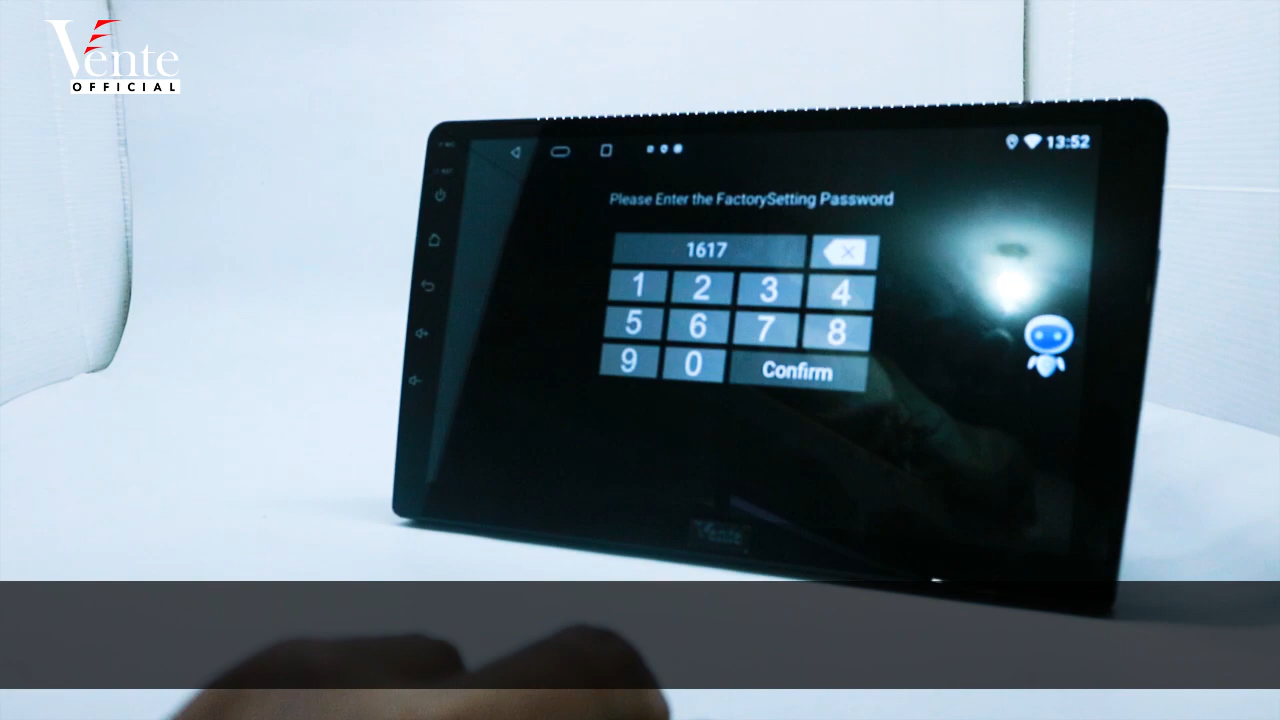 Vente
OFFICIAL
13:52
Please Enter the FactorySetting Password
1617
1 2 3 4
5 6 7 8
9 0 Confirm
Vente